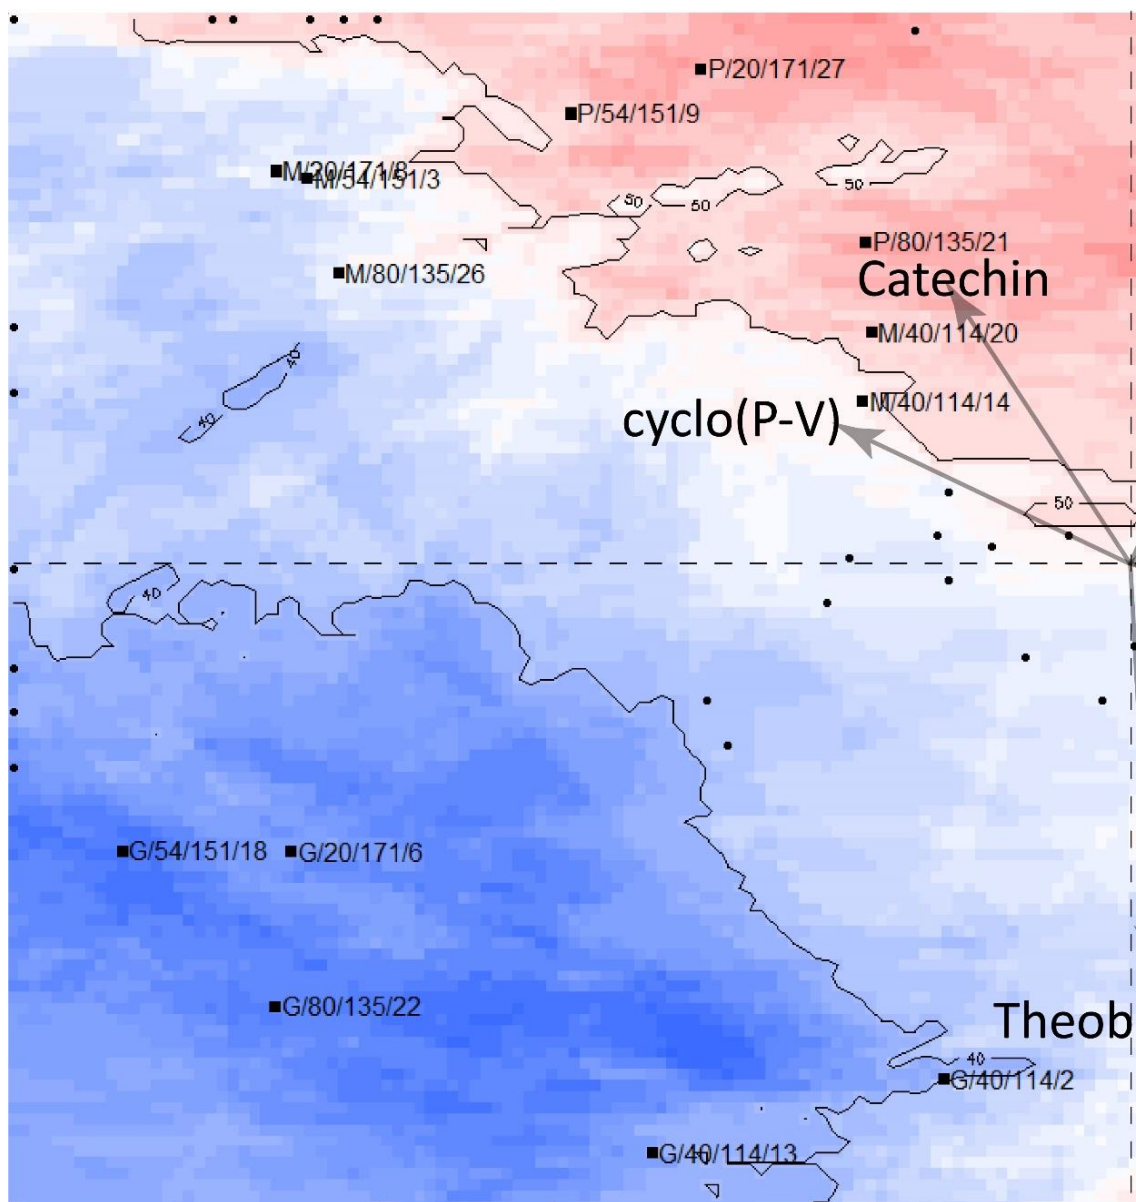 P/20/171/27
P/54/151/9
M/20/171/8
M/54/151/3
50
50
50
P/80/135/21
M/80/135/26
Catechin
M/40/114/20
40
M/40/114/14
cyclo(P-V)
40
50
40
G/54/151/18
G/20/171/6
G/80/135/22
Theob
40
G/40/114/2
G/40/114/13